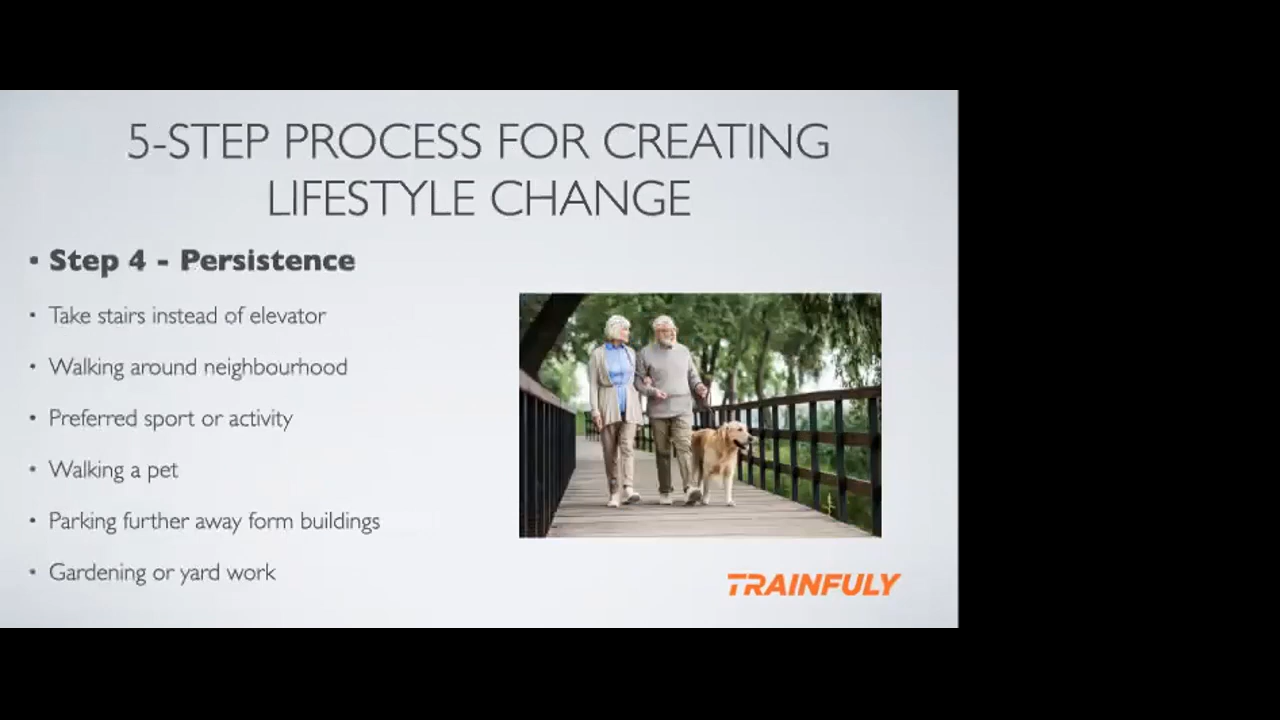 5-STEP PROCESS FOR CREATING
LIFESTYLE CHANGE
• Step 4 - Persistence
• Take stairs instead of elevator
• Walking around neighbourhood
• Preferred sport or activity
• Walking a pet
• Parking further away form buildings
• Gardening or yard work
TRAINFULY